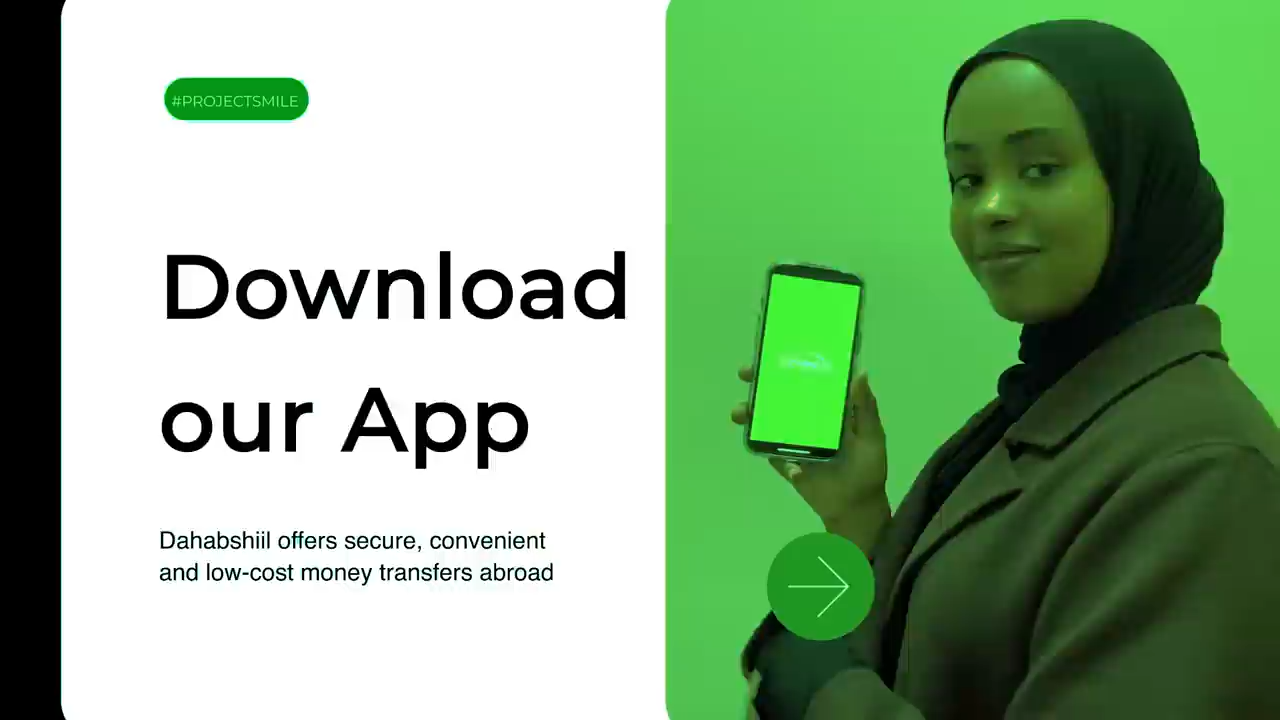 #PROJECTSMILE
Download
our App
Dahabshiil offers secure, convenient
and low-cost money transfers abroad